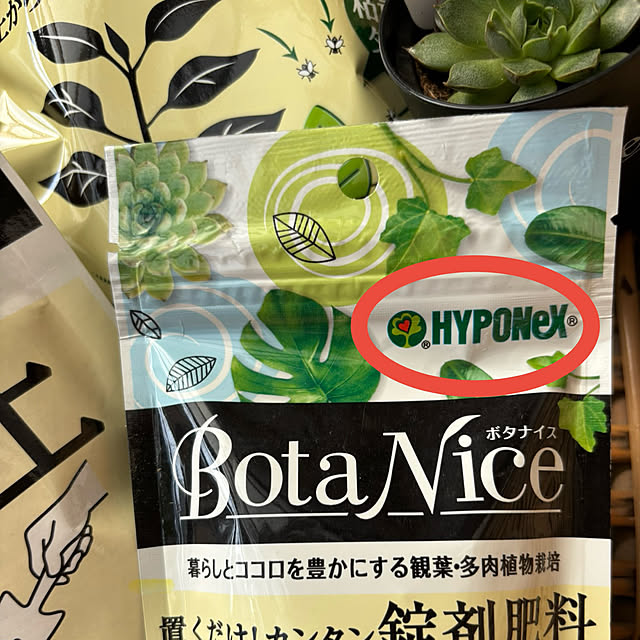 HYPONeX
ボタナイス
BotaNice
暮らしとココロを豊かにする観葉・多肉植物栽培
置くだけ!カンタン錠剤肥料
土